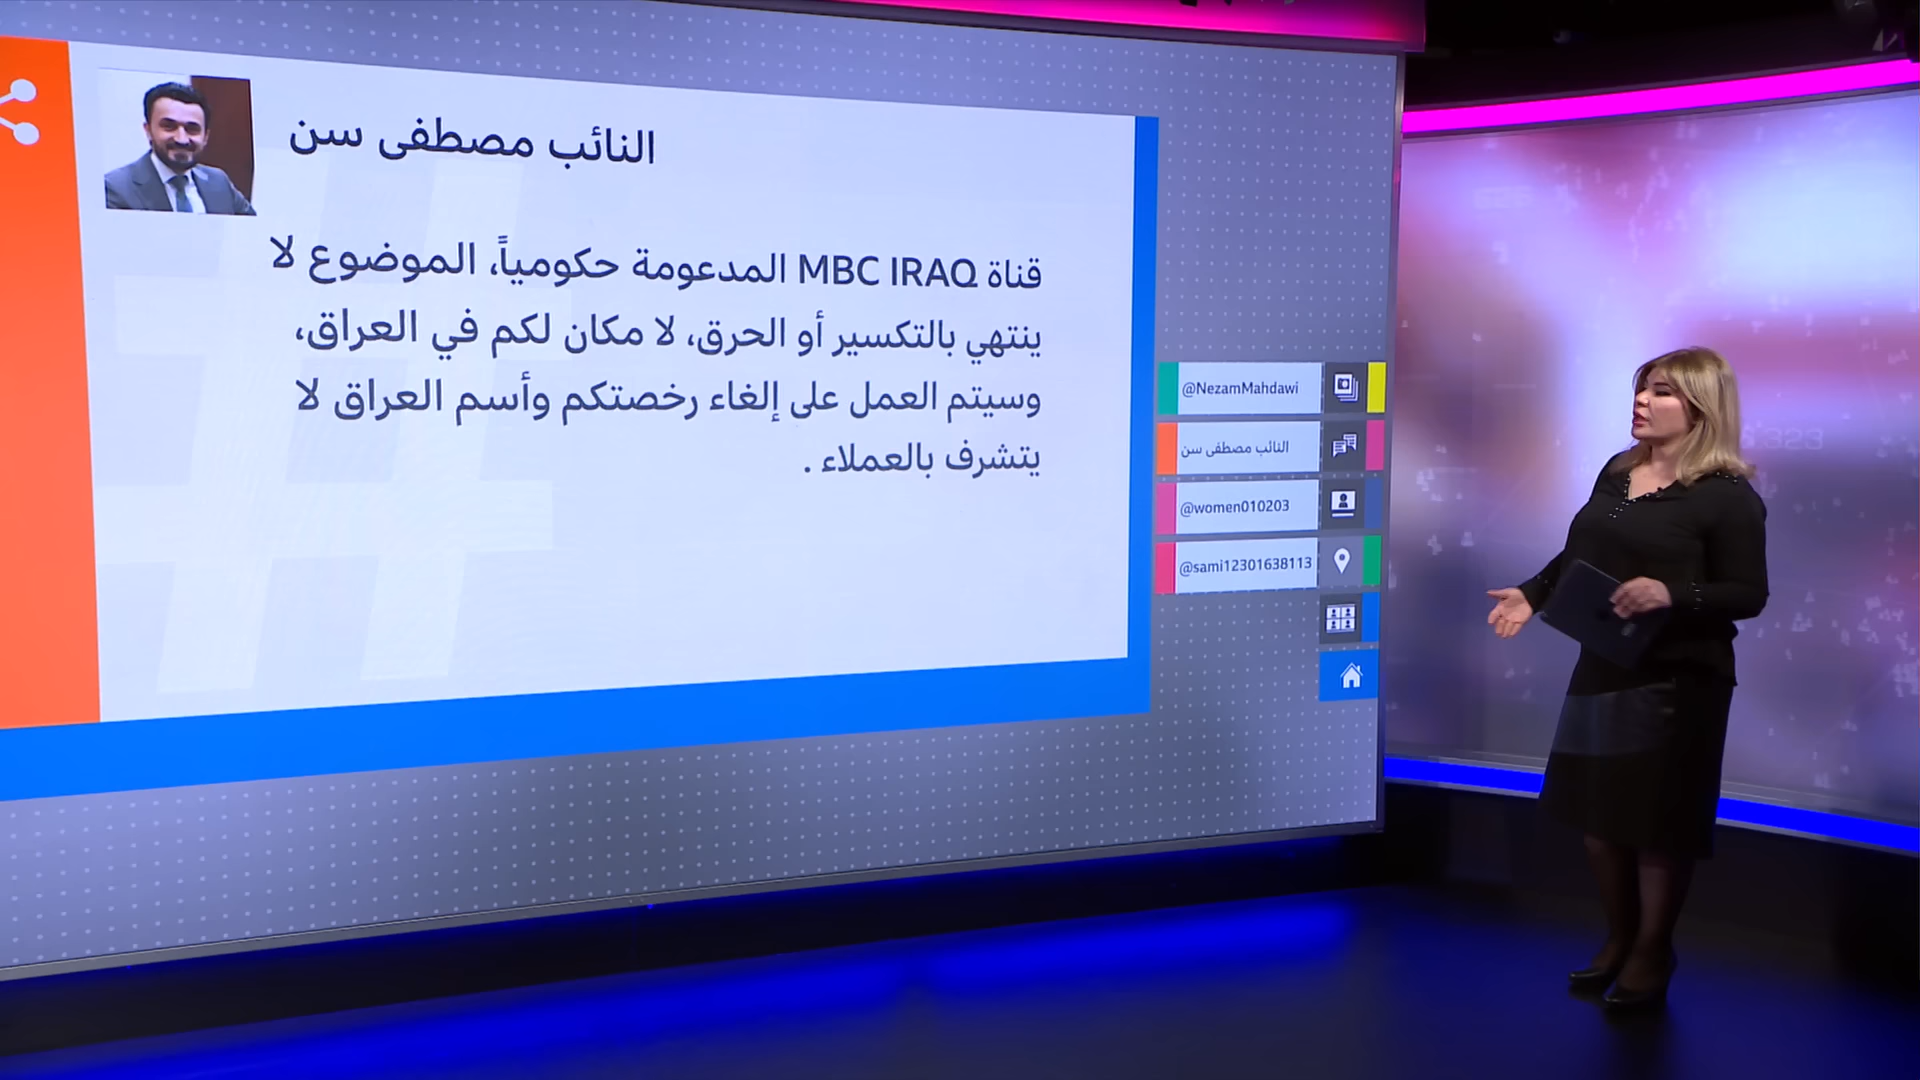 النائب مصطفى سن
قناة MBC IRAQ المدعومة حكومياً، الموضوع لا
ينتهي بالتكسير أو الحرق، لا مكان لكم في العراق،
وسيتم العمل على إلغاء رخصتكم وأسم العراق لا
يتشرف بالعملاء .
@NezamMahdawi
النائب مصطفى سن
@women010203
@sami12301638113